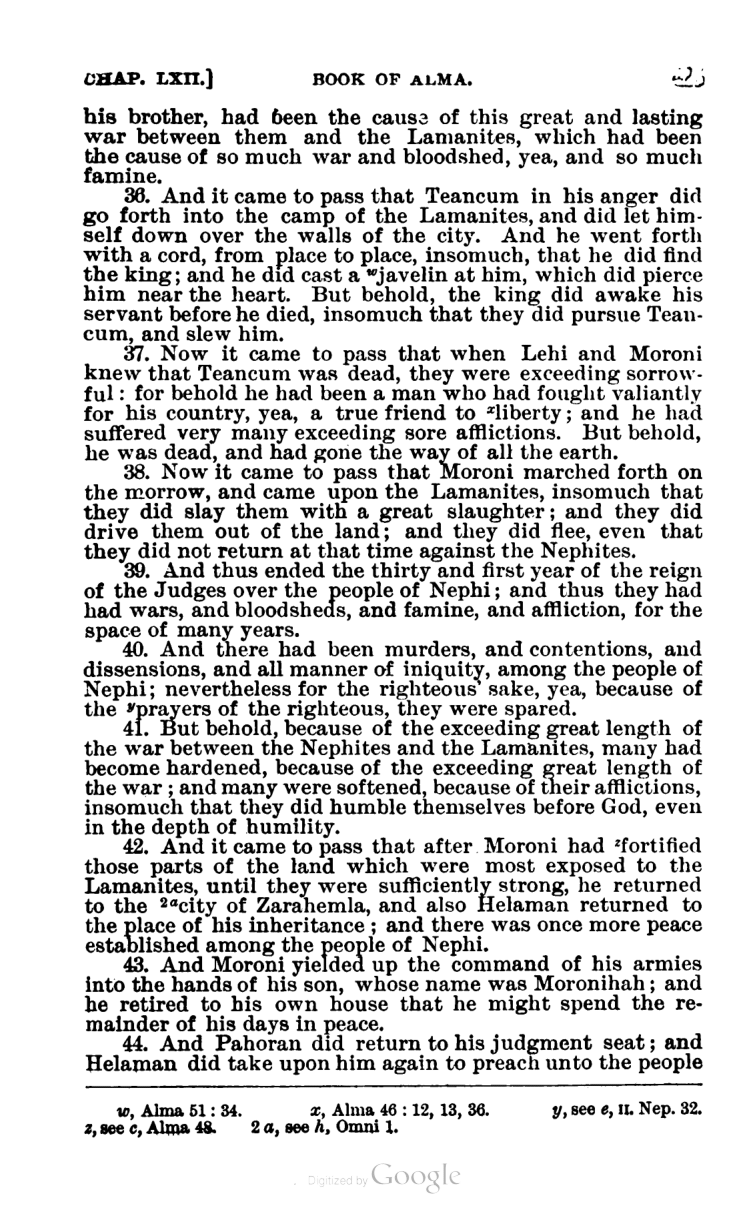 CHAP. LXII.] BOOK OF ALMA.
his brother, had been the cause of this great and lasting
war between them and the Lamanites, which had been
the cause of so much war and bloodshed, yea, and so much
famine.
36. And it came to pass that Teancum in his anger did
go forth into the camp of the Lamanites, and did let him-
self down over the walls of the city. And he went forth
with a cord, from place to place, insomuch, that he did find
the king; and he did cast a ʷjavelin at him, which did pierce
him near the heart. But behold, the king did awake his
servant before he died, insomuch that they did pursue Tean-
cum, and slew him.
37. Now it came to pass that when Lehi and Moroni
knew that Teancum was dead, they were exceeding sorrow-
ful: for behold he had been a man who had fought valiantly
for his country, yea, a true friend to ˣliberty; and he had
suffered very many exceeding sore afflictions. But behold,
he was dead, and had gone the way of all the earth.
38. Now it came to pass that Moroni marched forth on
the morrow, and came upon the Lamanites, insomuch that
they did slay them with a great slaughter; and they did
drive them out of the land; and they did flee, even that
they did not return at that time against the Nephites.
39. And thus ended the thirty and first year of the reign
of the Judges over the people of Nephi; and thus they had
had wars, and bloodsheds, and famine, and affliction, for the
space of many years.
40. And there had been murders, and contentions, and
dissensions, and all manner of iniquity, among the people of
Nephi; nevertheless for the righteous' sake, yea, because of
the ʸprayers of the righteous, they were spared.
41. But behold, because of the exceeding great length of
the war between the Nephites and the Lamanites, many had
become hardened, because of the exceeding great length of
the war; and many were softened, because of their afflictions,
insomuch that they did humble themselves before God, even
in the depth of humility.
42. And it came to pass that after Moroni had ᶻfortified
those parts of the land which were most exposed to the
Lamanites, until they were sufficiently strong, he returned
to the ²ᵃcity of Zarahemla, and also Helaman returned to
the place of his inheritance; and there was once more peace
established among the people of Nephi.
43. And Moroni yielded up the command of his armies
into the hands of his son, whose name was Moronihah; and
he retired to his own house that he might spend the re-
mainder of his days in peace.
44. And Pahoran did return to his judgment seat; and
Helaman did take upon him again to preach unto the people
w, Alma 51 : 34. x, Alma 46 : 12, 13, 36. y, see e, II. Nep. 32.
z, see c, Alma 48. 2 a, see h, Omni 1.
Digitized by Google